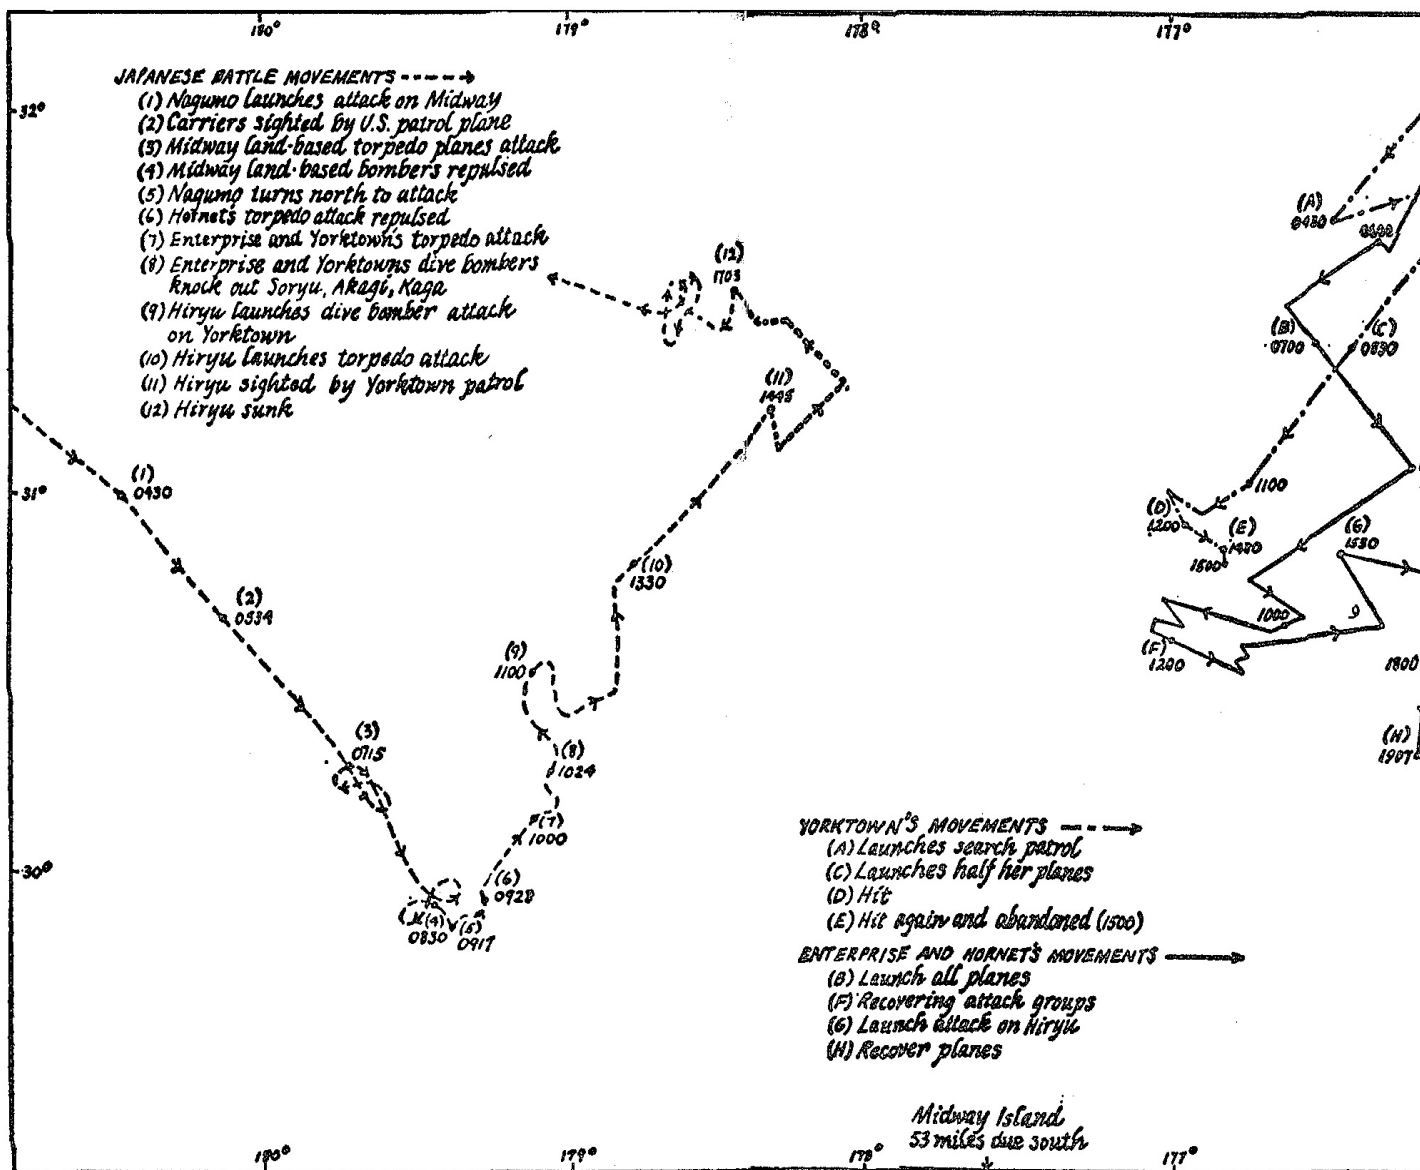 180° 179° 178° 177°
JAPANESE BATTLE MOVEMENTS
(1) Nagumo launches attack on Midway
(2) Carriers sighted by U.S. patrol plane
(3) Midway land-based torpedo planes attack
(4) Midway land-based bombers repulsed
(5) Nagumo turns north to attack
(6) Hornets torpedo attack repulsed
(7) Enterprise and Yorktown's torpedo attack
(8) Enterprise and Yorktowns dive bombers
knock out Soryu, Akagi, Kaga
(9) Hiryu launches dive bomber attack
on Yorktown
(10) Hiryu launches torpedo attack
(11) Hiryu sighted by Yorktown patrol
(12) Hiryu sunk
32°
(A)
0430
(12)
1703
(B)
0700
(C)
0830
(11)
1445
31°
(1)
0430
1100
(D)
1200
(E)
1420
1500
(G)
1530
(10)
1330
(2)
0534
1000
(F)
1200
1800
(9)
1100
(3)
0715
(8)
1024
(H)
1907
(7)
1000
30°
(6)
0928
(4)
0830
(5)
0917
YORKTOWN'S MOVEMENTS
(A) Launches search patrol
(C) Launches half her planes
(D) Hit
(E) Hit again and abandoned (1500)
ENTERPRISE AND HORNET'S MOVEMENTS
(B) Launch all planes
(F) Recovering attack groups
(G) Launch attack on Hiryu
(H) Recover planes
Midway Island
53 miles due south
180° 179° 178° 177°